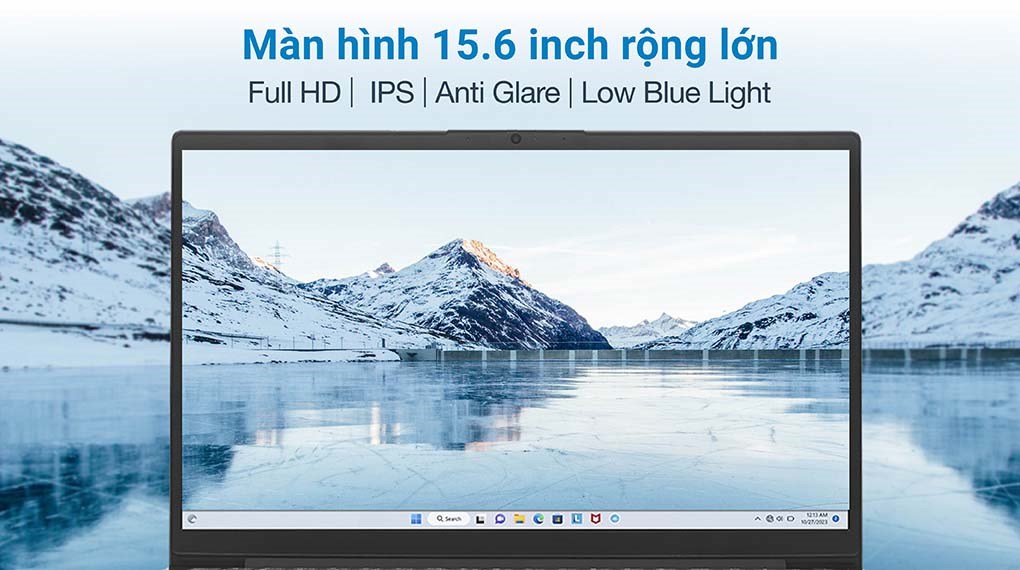 Màn hình 15.6 inch rộng lớn
Full HD | IPS | Anti Glare | Low Blue Light
Search
12:13 AM
10/27/2023